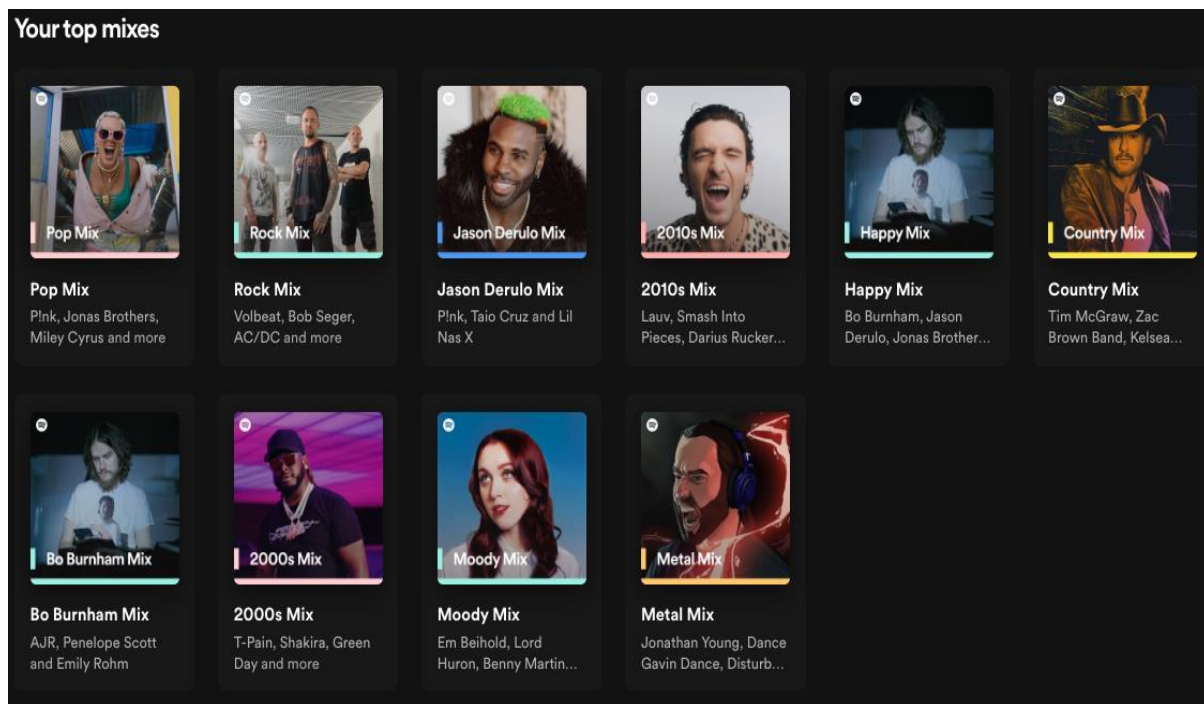 Your top mixes
Pop Mix
Rock Mix
Jason Derulo Mix
2010s Mix
Happy Mix
Country Mix
Pop Mix
P!nk, Jonas Brothers,
Miley Cyrus and more
Rock Mix
Volbeat, Bob Seger,
AC/DC and more
Jason Derulo Mix
P!nk, Taio Cruz and Lil
Nas X
2010s Mix
Lauv, Smash Into
Pieces, Darius Rucker...
Happy Mix
Bo Burnham, Jason
Derulo, Jonas Brother...
Country Mix
Tim McGraw, Zac
Brown Band, Kelsea...
Bo Burnham Mix
2000s Mix
Moody Mix
Metal Mix
Bo Burnham Mix
AJR, Penelope Scott
and Emily Rohm
2000s Mix
T-Pain, Shakira, Green
Day and more
Moody Mix
Em Beihold, Lord
Huron, Benny Martin...
Metal Mix
Jonathan Young, Dance
Gavin Dance, Disturb...